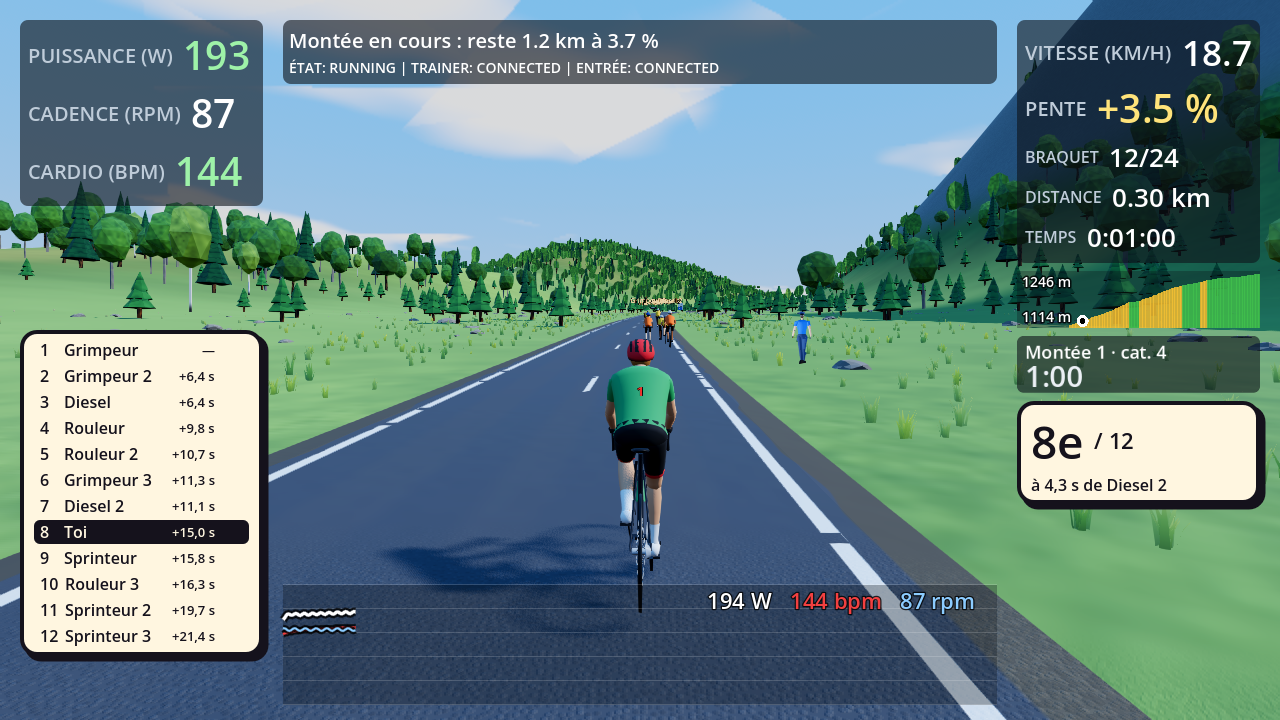 PUISSANCE (W) 193
CADENCE (RPM) 87
CARDIO (BPM) 144
Montée en cours : reste 1.2 km à 3.7 %
ÉTAT: RUNNING | TRAINER: CONNECTED | ENTRÉE: CONNECTED
VITESSE (KM/H) 18.7
PENTE +3.5 %
BRAQUET 12/24
DISTANCE 0.30 km
TEMPS 0:01:00
1246 m
1114 m
Montée 1 · cat. 4
1:00
8e / 12
à 4,3 s de Diesel 2
1 Grimpeur —
2 Grimpeur 2 +6,4 s
3 Diesel +6,4 s
4 Rouleur +9,8 s
5 Rouleur 2 +10,7 s
6 Grimpeur 3 +11,3 s
7 Diesel 2 +11,1 s
8 Toi +15,0 s
9 Sprinteur +15,8 s
10 Rouleur 3 +16,3 s
11 Sprinteur 2 +19,7 s
12 Sprinteur 3 +21,4 s
1
194 W 144 bpm 87 rpm